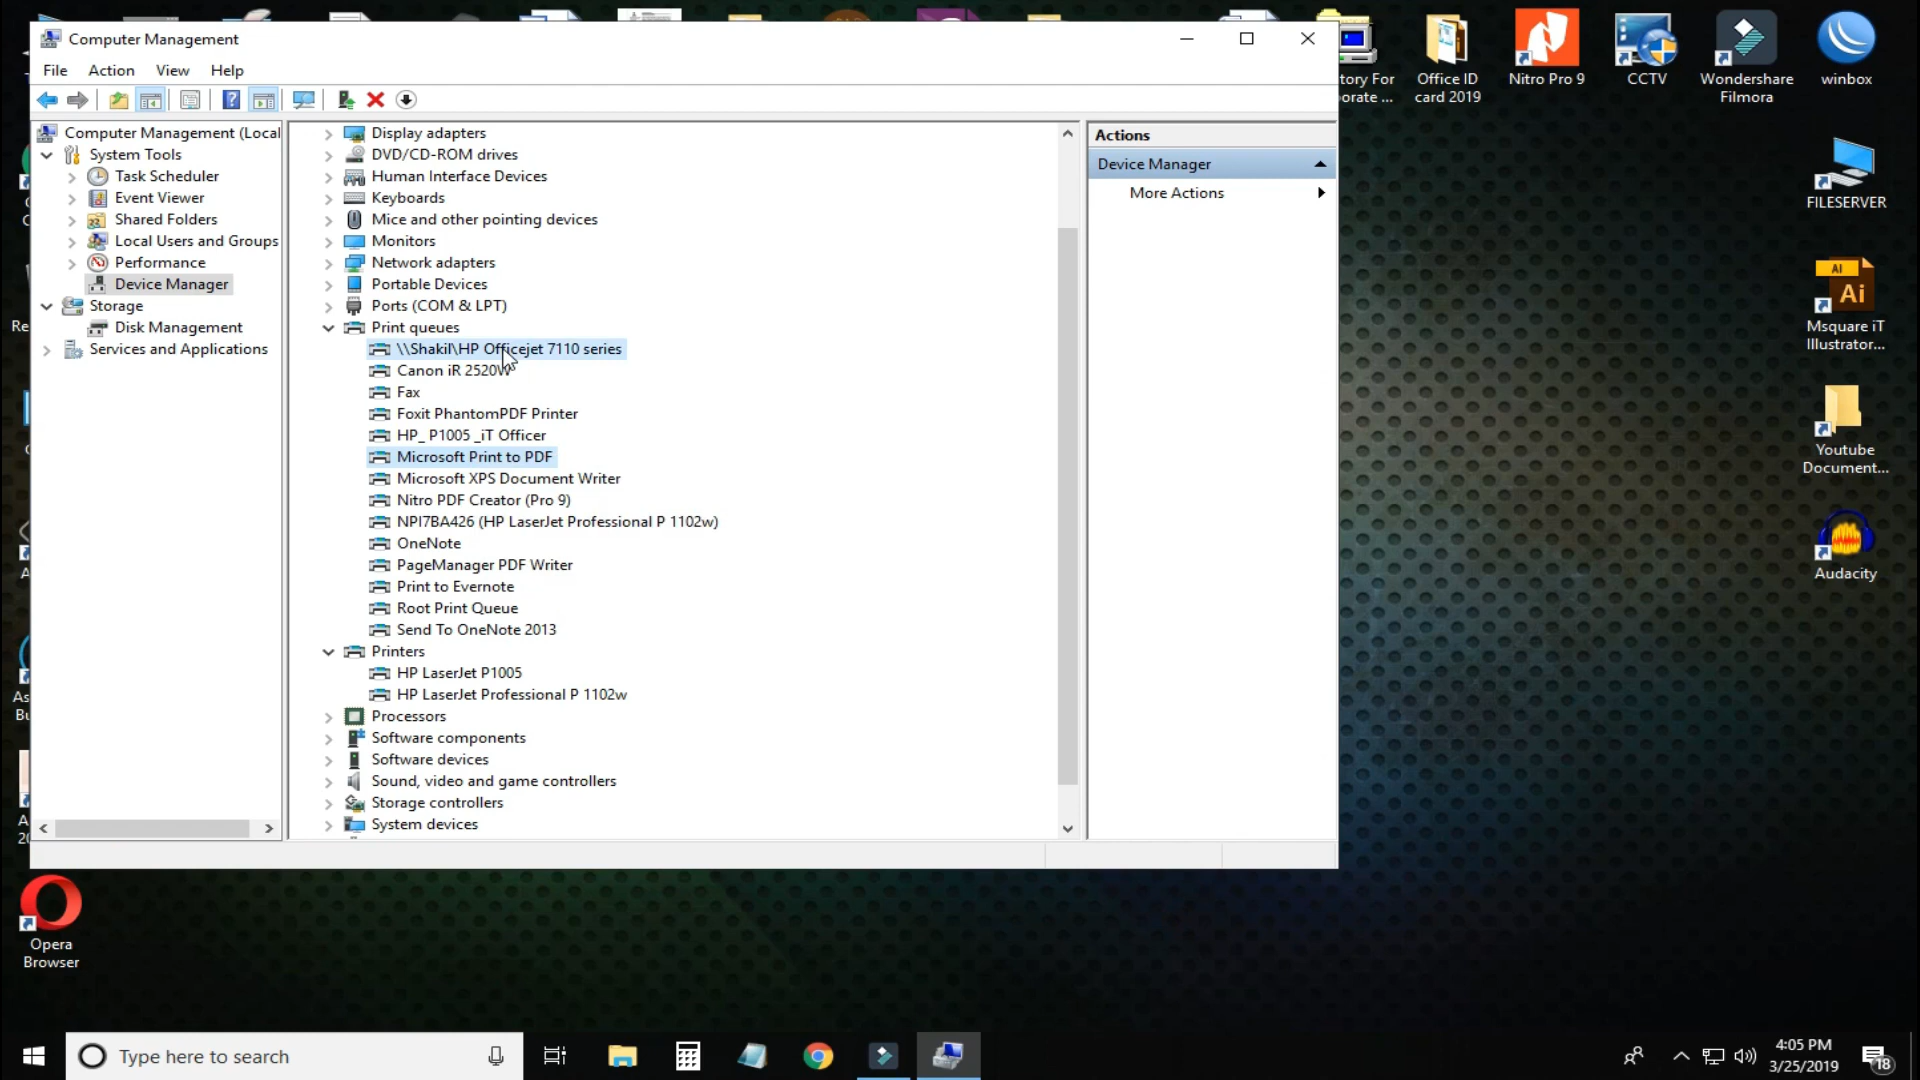 Computer Management
File Action View Help
Computer Management (Local
System Tools
Task Scheduler
Event Viewer
Shared Folders
Local Users and Groups
Performance
Device Manager
Storage
Disk Management
Services and Applications
Display adapters
DVD/CD-ROM drives
Human Interface Devices
Keyboards
Mice and other pointing devices
Monitors
Network adapters
Portable Devices
Ports (COM & LPT)
Print queues
\\Shakil\HP Officejet 7110 series
Canon iR 2520W
Fax
Foxit PhantomPDF Printer
HP_ P1005 _iT Officer
Microsoft Print to PDF
Microsoft XPS Document Writer
Nitro PDF Creator (Pro 9)
NPI7BA426 (HP LaserJet Professional P 1102w)
OneNote
PageManager PDF Writer
Print to Evernote
Root Print Queue
Send To OneNote 2013
Printers
HP LaserJet P1005
HP LaserJet Professional P 1102w
Processors
Software components
Software devices
Sound, video and game controllers
Storage controllers
System devices
Actions
Device Manager
More Actions
tory For
porate ...
Office ID
card 2019
Nitro Pro 9
CCTV
Wondershare
Filmora
winbox
FILESERVER
Ai
Ai
Msquare iT
Illustrator...
Youtube
Document...
Audacity
Re
As
Bu
Opera
Browser
Type here to search
4:05 PM
3/25/2019
18